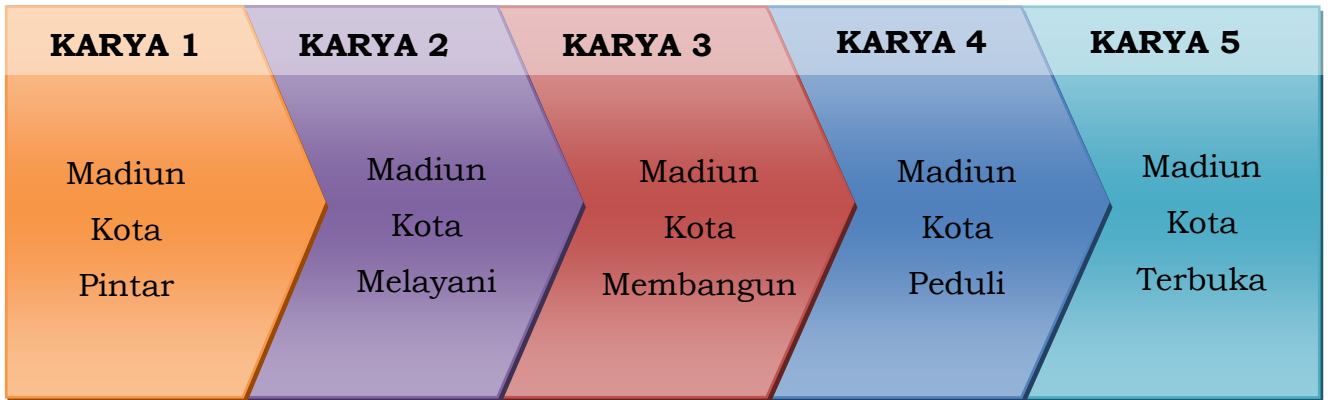 KARYA 1
Madiun
Kota
Pintar
KARYA 2
Madiun
Kota
Melayani
KARYA 3
Madiun
Kota
Membangun
KARYA 4
Madiun
Kota
Peduli
KARYA 5
Madiun
Kota
Terbuka